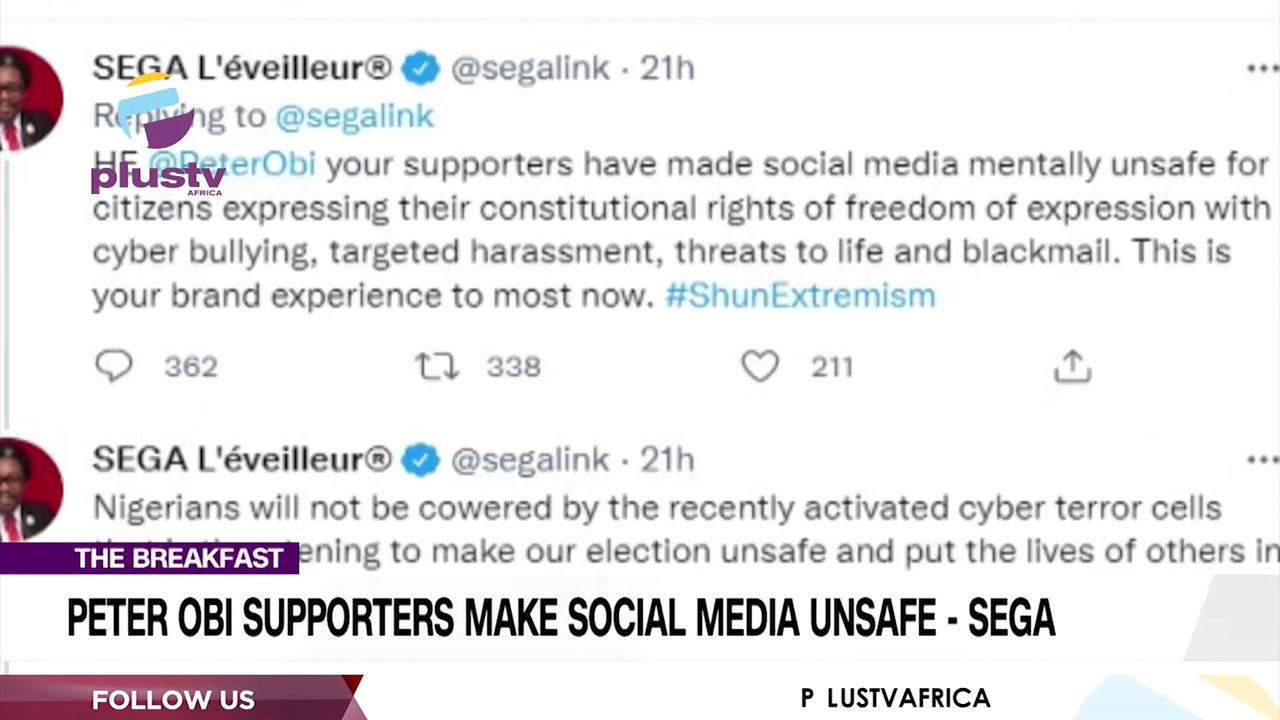 SEGA L'éveilleur® @segalink · 21h
Replying to @segalink
HE @PeterObi your supporters have made social media mentally unsafe for
citizens expressing their constitutional rights of freedom of expression with
cyber bullying, targeted harassment, threats to life and blackmail. This is
your brand experience to most now. #ShunExtremism
362 338 211
plustv
AFRICA
SEGA L'éveilleur® @segalink · 21h
Nigerians will not be cowered by the recently activated cyber terror cells
to make our election unsafe and put the lives of others in
THE BREAKFAST
PETER OBI SUPPORTERS MAKE SOCIAL MEDIA UNSAFE - SEGA
FOLLOW US
P LUSTVAFRICA